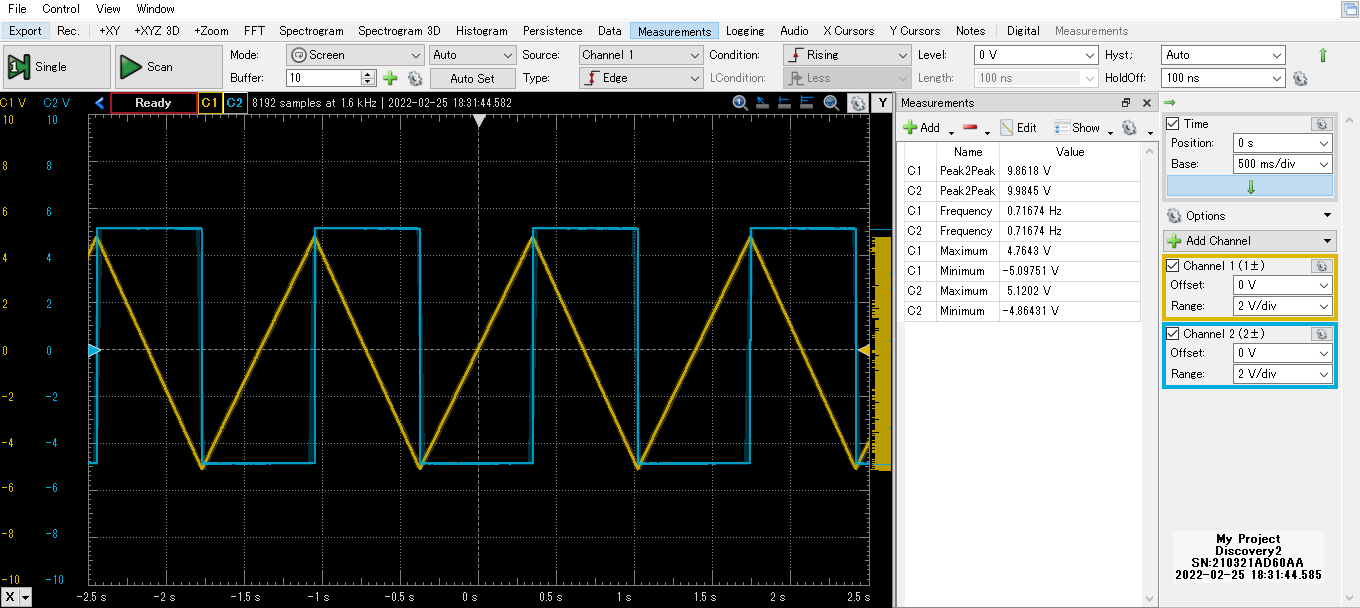 File Control View Window
Export Rec. +XY +XYZ 3D +Zoom FFT Spectrogram Spectrogram 3D Histogram Persistence Data Measurements Logging Audio X Cursors Y Cursors Notes Digital Measurements
Single Scan Mode: Screen Auto Source: Channel 1 Condition: Rising Level: 0 V Hyst: Auto
Buffer: 10 Auto Set Type: Edge LCondition: Less Length: 100 ns HoldOff: 100 ns
C1 V C2 V Ready C1 C2 8192 samples at 1.6 kHz | 2022-02-25 18:31:44.582 Y
10 10
8 8
6 6
4 4
2 2
0 0
-2 -2
-4 -4
-6 -6
-8 -8
-10 -10
X -2.5 s -2 s -1.5 s -1 s -0.5 s 0 s 0.5 s 1 s 1.5 s 2 s 2.5 s
Measurements
Add Edit Show
Name Value
C1 Peak2Peak 9.8618 V
C2 Peak2Peak 9.9845 V
C1 Frequency 0.71674 Hz
C2 Frequency 0.71674 Hz
C1 Maximum 4.7643 V
C1 Minimum -5.09751 V
C2 Maximum 5.1202 V
C2 Minimum -4.86431 V
Time
Position: 0 s
Base: 500 ms/div
Options
Add Channel
Channel 1 (1±)
Offset: 0 V
Range: 2 V/div
Channel 2 (2±)
Offset: 0 V
Range: 2 V/div
My Project
Discovery2
SN:210321AD60AA
2022-02-25 18:31:44.585